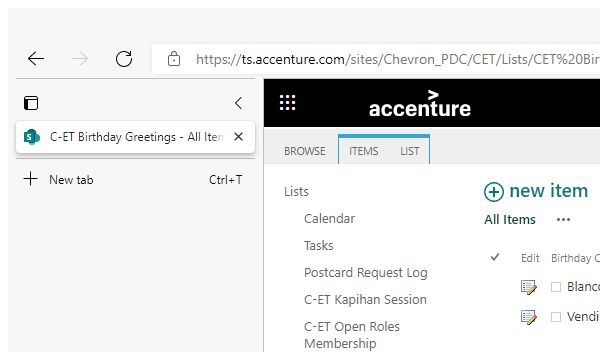 https://ts.accenture.com/sites/Chevron_PDC/CET/Lists/CET%20Bir
accenture
C-ET Birthday Greetings - All Item
BROWSE ITEMS LIST
New tab Ctrl+T
Lists
new item
Calendar
All Items ...
Tasks
Edit Birthday C
Postcard Request Log
Blanco
C-ET Kapihan Session
Vendi
C-ET Open Roles
Membership